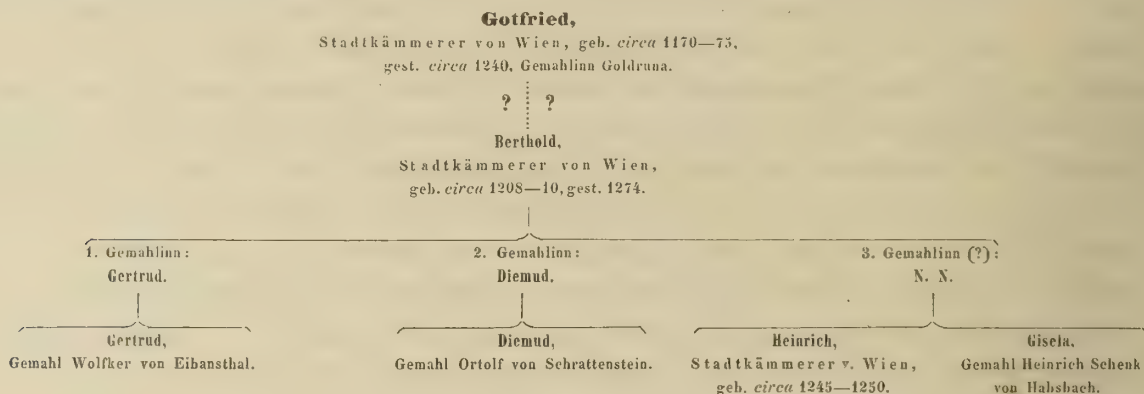 Gotfried,
Stadtkämmerer von Wien, geb. circa 1170—75,
gest. circa 1240, Gemahlinn Goldruna.
? ?
Berthold,
Stadtkämmerer von Wien,
geb. circa 1208—10, gest. 1274.
1. Gemahlinn:
Gertrud.
2. Gemahlinn:
Diemud.
3. Gemahlinn (?):
N. N.
Gertrud,
Gemahl Wolfker von Eibansthal.
Diemud,
Gemahl Ortolf von Schrattenstein.
Heinrich,
Stadtkämmerer v. Wien,
geb. circa 1245—1250.
Gisela,
Gemahl Heinrich Schenk
von Habsbach.